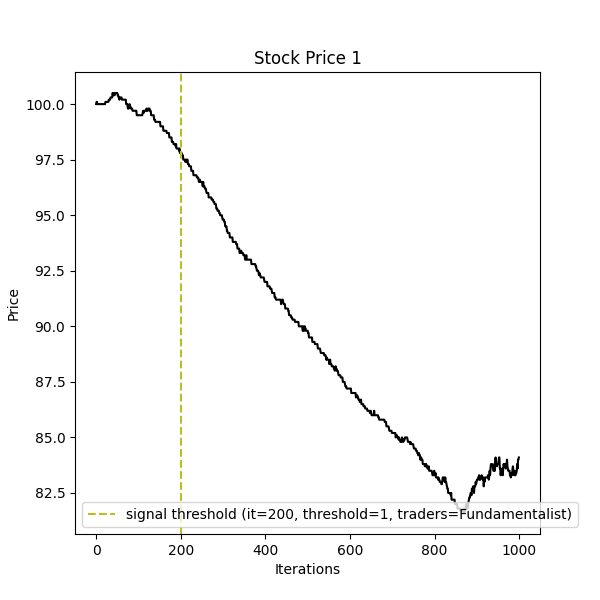 Stock Price 1
Price
100.0
97.5
95.0
92.5
90.0
87.5
85.0
82.5
signal threshold (it=200, threshold=1, traders=Fundamentalist)
0 200 400 600 800 1000
Iterations